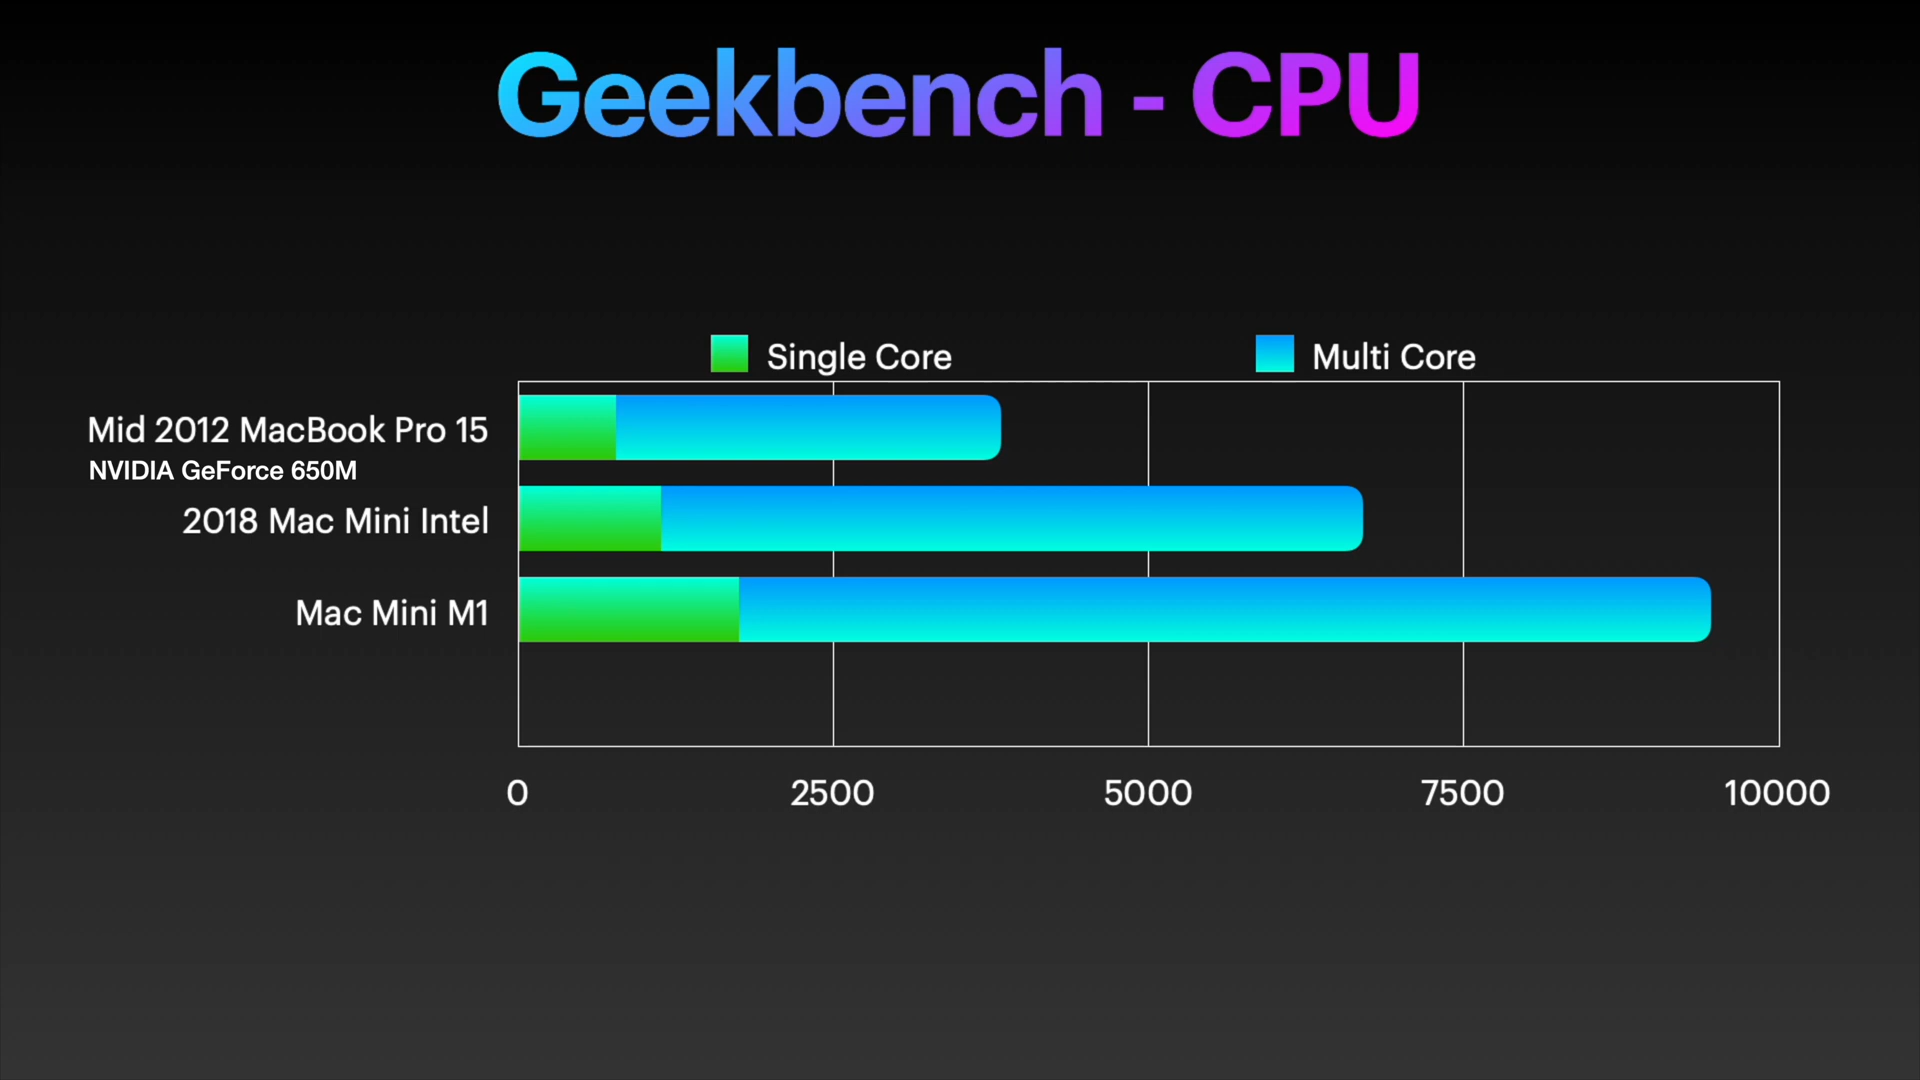 Geekbench - CPU
Single Core
Multi Core
Mid 2012 MacBook Pro 15
NVIDIA GeForce 650M
2018 Mac Mini Intel
Mac Mini M1
0
2500
5000
7500
10000